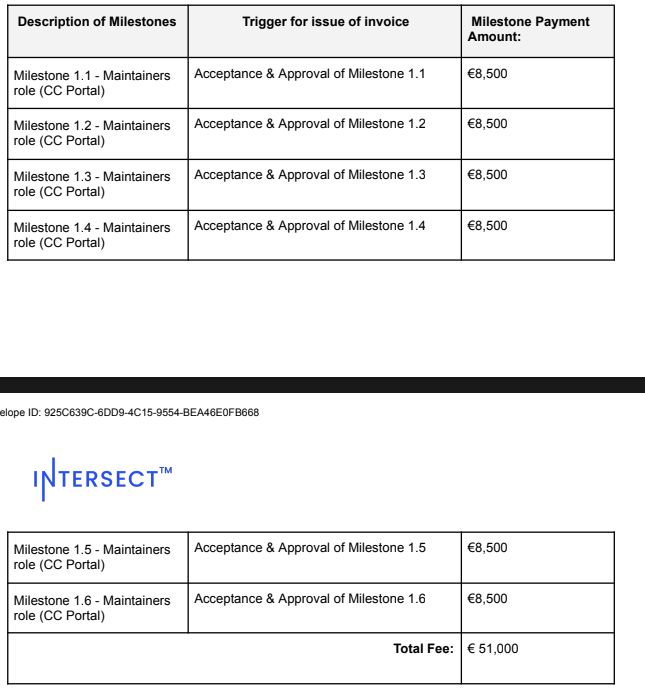 Description of Milestones
Trigger for issue of invoice
Milestone Payment
Amount:
Milestone 1.1 - Maintainers
role (CC Portal)
Acceptance & Approval of Milestone 1.1
€8,500
Milestone 1.2 - Maintainers
role (CC Portal)
Acceptance & Approval of Milestone 1.2
€8,500
Milestone 1.3 - Maintainers
role (CC Portal)
Acceptance & Approval of Milestone 1.3
€8,500
Milestone 1.4 - Maintainers
role (CC Portal)
Acceptance & Approval of Milestone 1.4
€8,500
elope ID: 925C639C-6DD9-4C15-9554-BEA46E0FB668
INTERSECT™
Milestone 1.5 - Maintainers
role (CC Portal)
Acceptance & Approval of Milestone 1.5
€8,500
Milestone 1.6 - Maintainers
role (CC Portal)
Acceptance & Approval of Milestone 1.6
€8,500
Total Fee:
€ 51,000